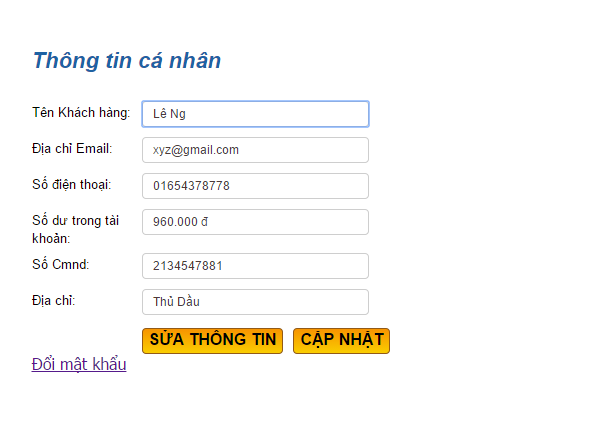 Thông tin cá nhân
Tên Khách hàng: Lê Ng
Địa chỉ Email: xyz@gmail.com
Số điện thoại: 01654378778
Số dư trong tài khoản: 960.000 đ
Số Cmnd: 2134547881
Địa chỉ: Thủ Dầu
SỬA THÔNG TIN CẬP NHẬT
Đổi mật khẩu